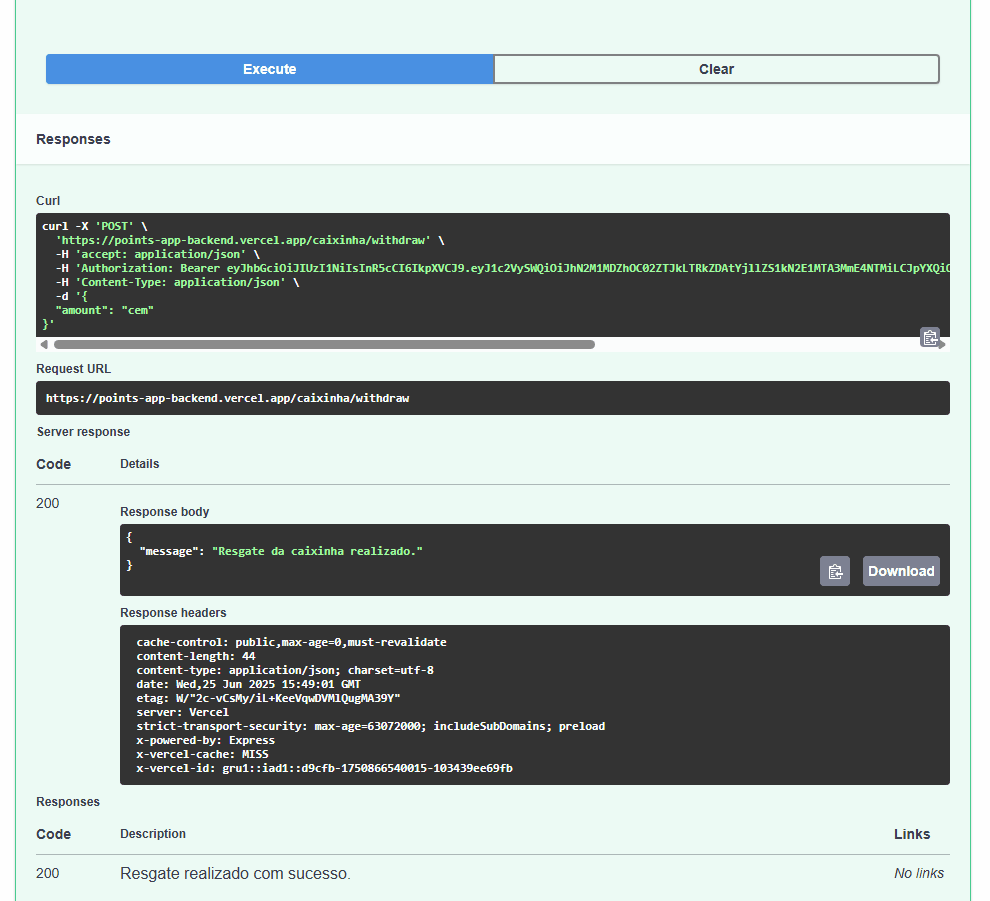 Execute
Clear
Responses
Curl
curl -X 'POST' \
'https://points-app-backend.vercel.app/caixinha/withdraw' \
-H 'accept: application/json' \
-H 'Authorization: Bearer eyJhbGciOiJIUzI1NiIsInR5cCI6IkpXVCJ9.eyJ1c2VySWQiOiJhN2M1MDZhOC02ZTJkLTRkZDAtYjllZS1kN2E1MTA3MmE4NTMiLCJpYXQiO
-H 'Content-Type: application/json' \
-d '{
"amount": "cem"
}'
Request URL
https://points-app-backend.vercel.app/caixinha/withdraw
Server response
Code Details
200
Response body
{
"message": "Resgate da caixinha realizado."
}
Download
Response headers
cache-control: public,max-age=0,must-revalidate
content-length: 44
content-type: application/json; charset=utf-8
date: Wed,25 Jun 2025 15:49:01 GMT
etag: W/"2c-vCsMy/iL+KeeVqwDVMlQugMA39Y"
server: Vercel
strict-transport-security: max-age=63072000; includeSubDomains; preload
x-powered-by: Express
x-vercel-cache: MISS
x-vercel-id: gru1::iad1::d9cfb-1750866540015-103439ee69fb
Responses
Code Description Links
200 Resgate realizado com sucesso. No links